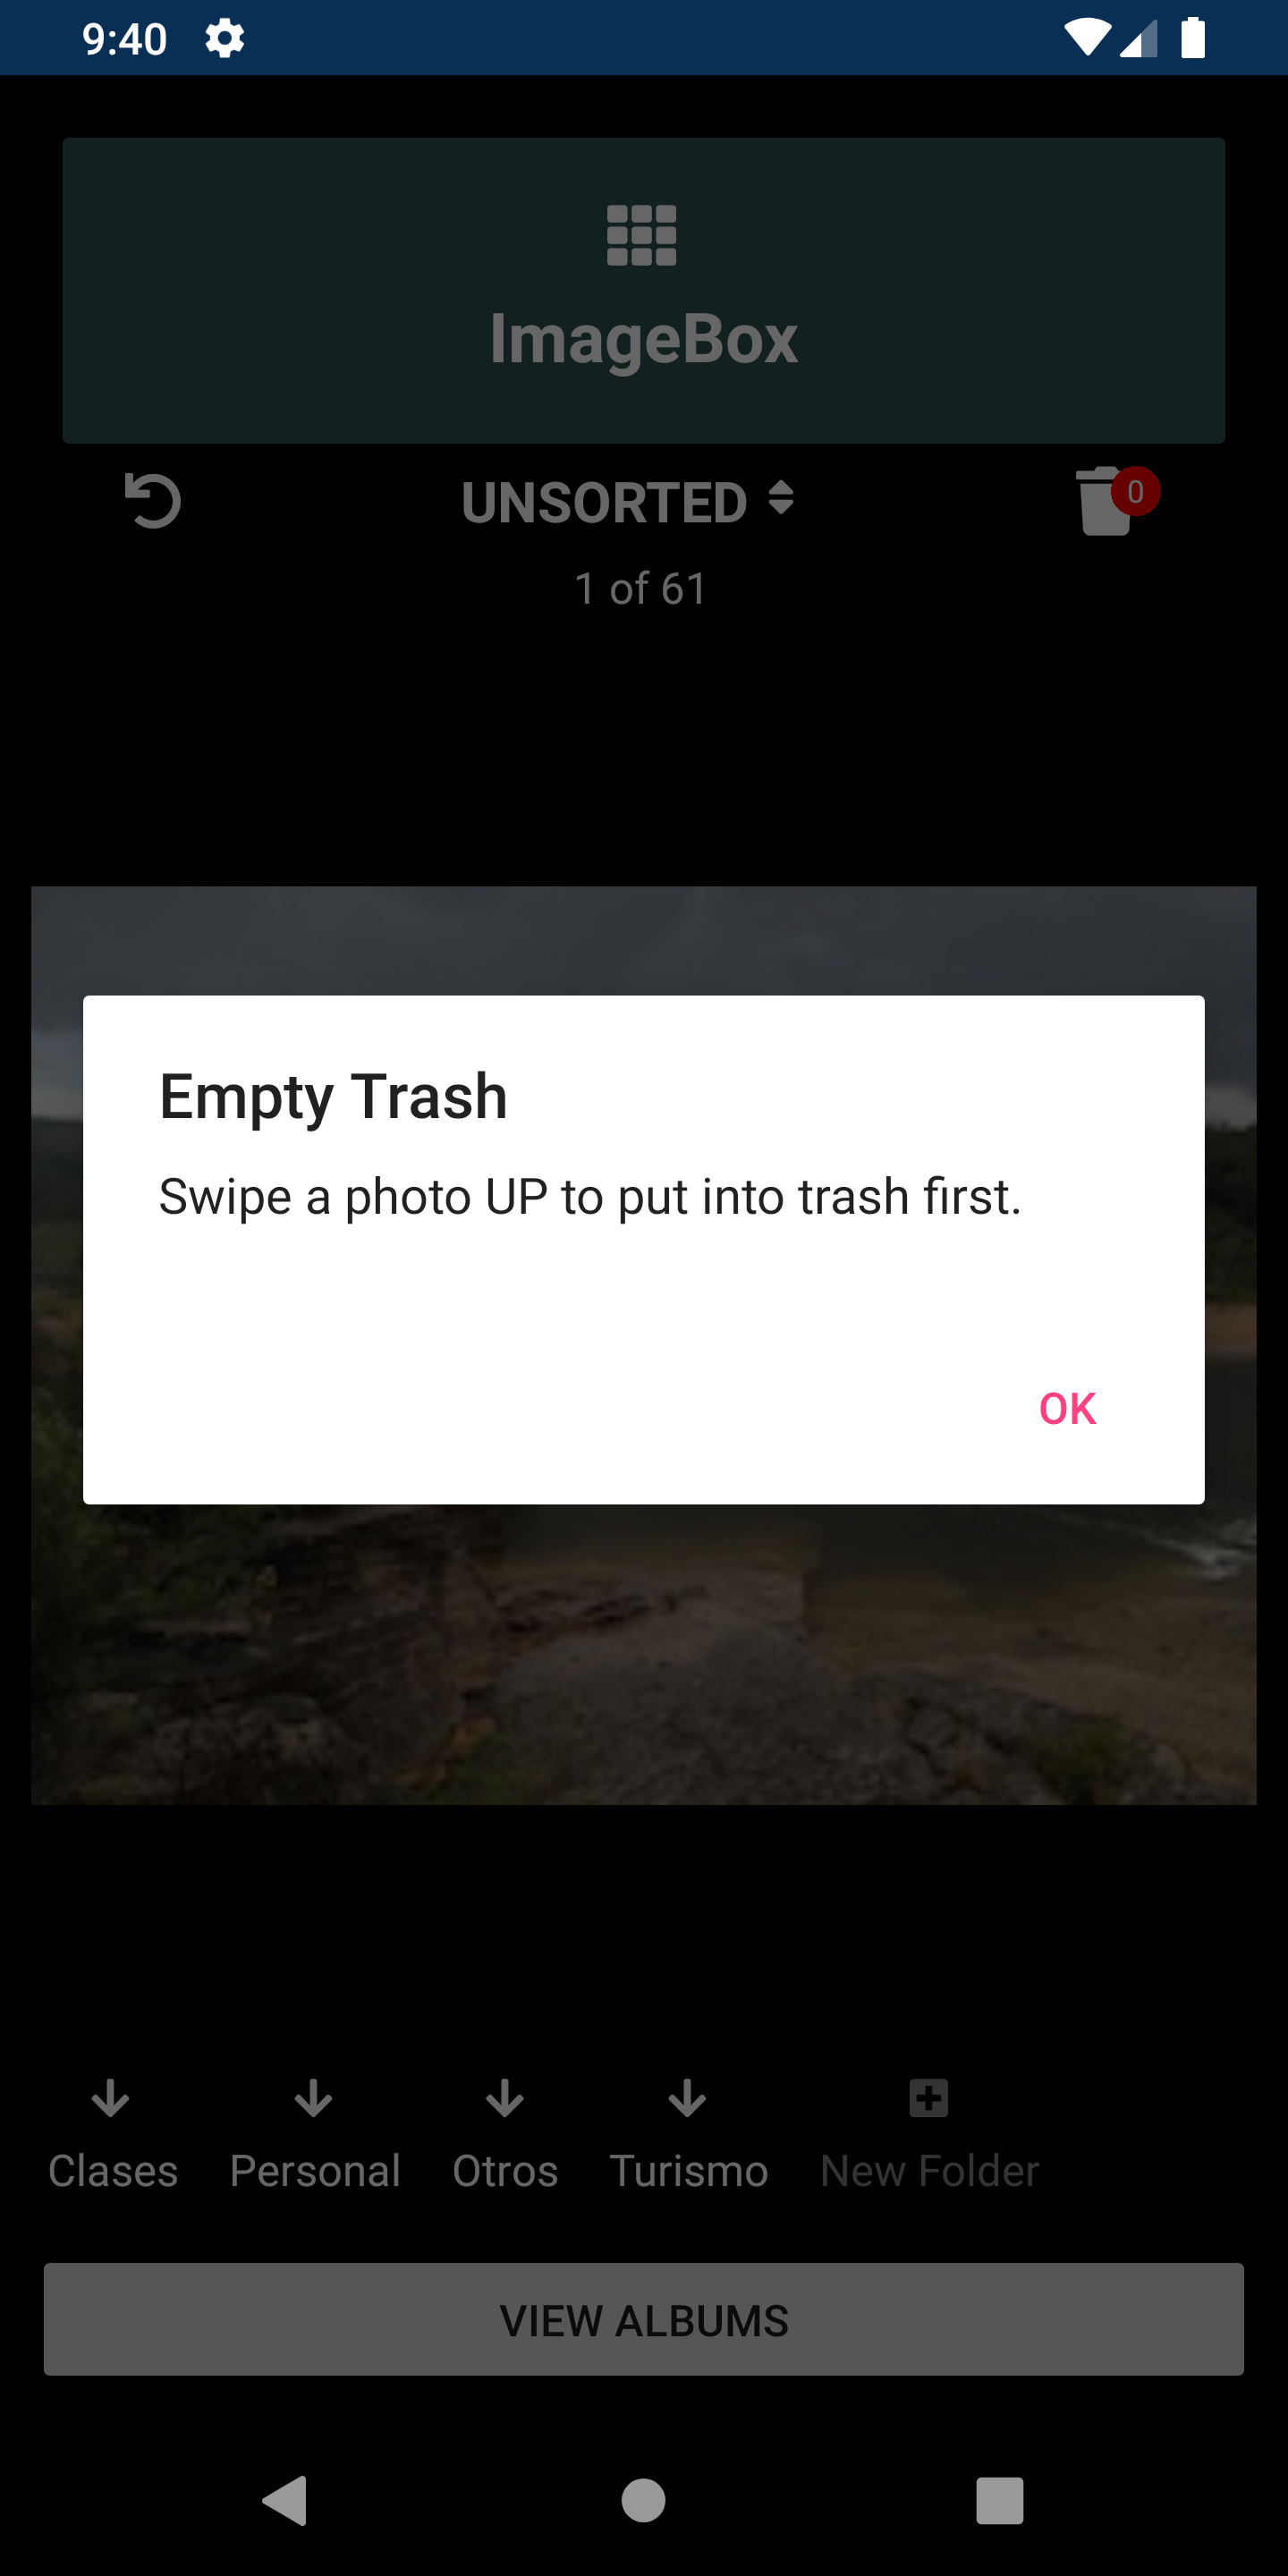 9:40
ImageBox
UNSORTED
0
1 of 61
Empty Trash
Swipe a photo UP to put into trash first.
OK
Clases
Personal
Otros
Turismo
New Folder
VIEW ALBUMS